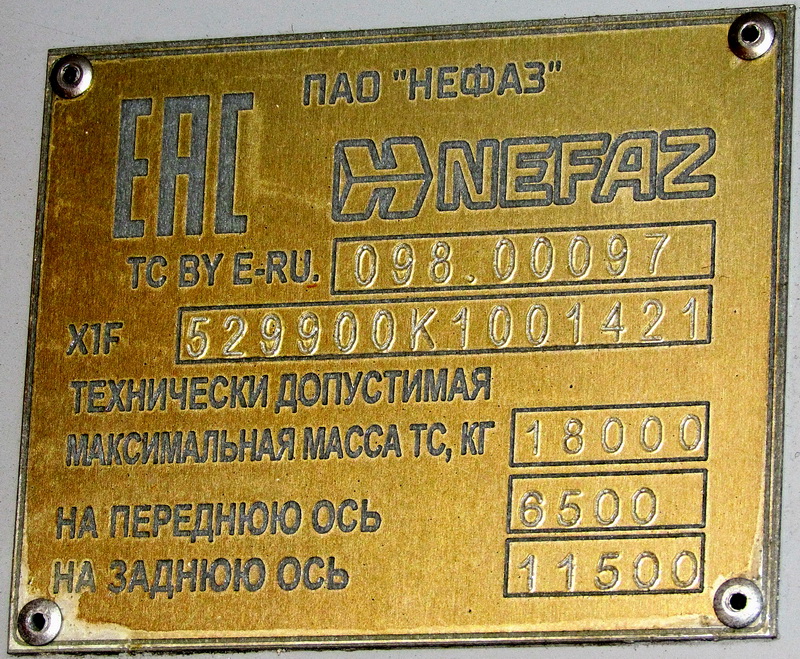 ПАО "НЕФАЗ"
EAC
NEFAZ
ТС BY E-RU. 098.00097
X1F 529900K1001421
ТЕХНИЧЕСКИ ДОПУСТИМАЯ
МАКСИМАЛЬНАЯ МАССА ТС, КГ 18000
НА ПЕРЕДНЮЮ ОСЬ 6500
НА ЗАДНЮЮ ОСЬ 11500